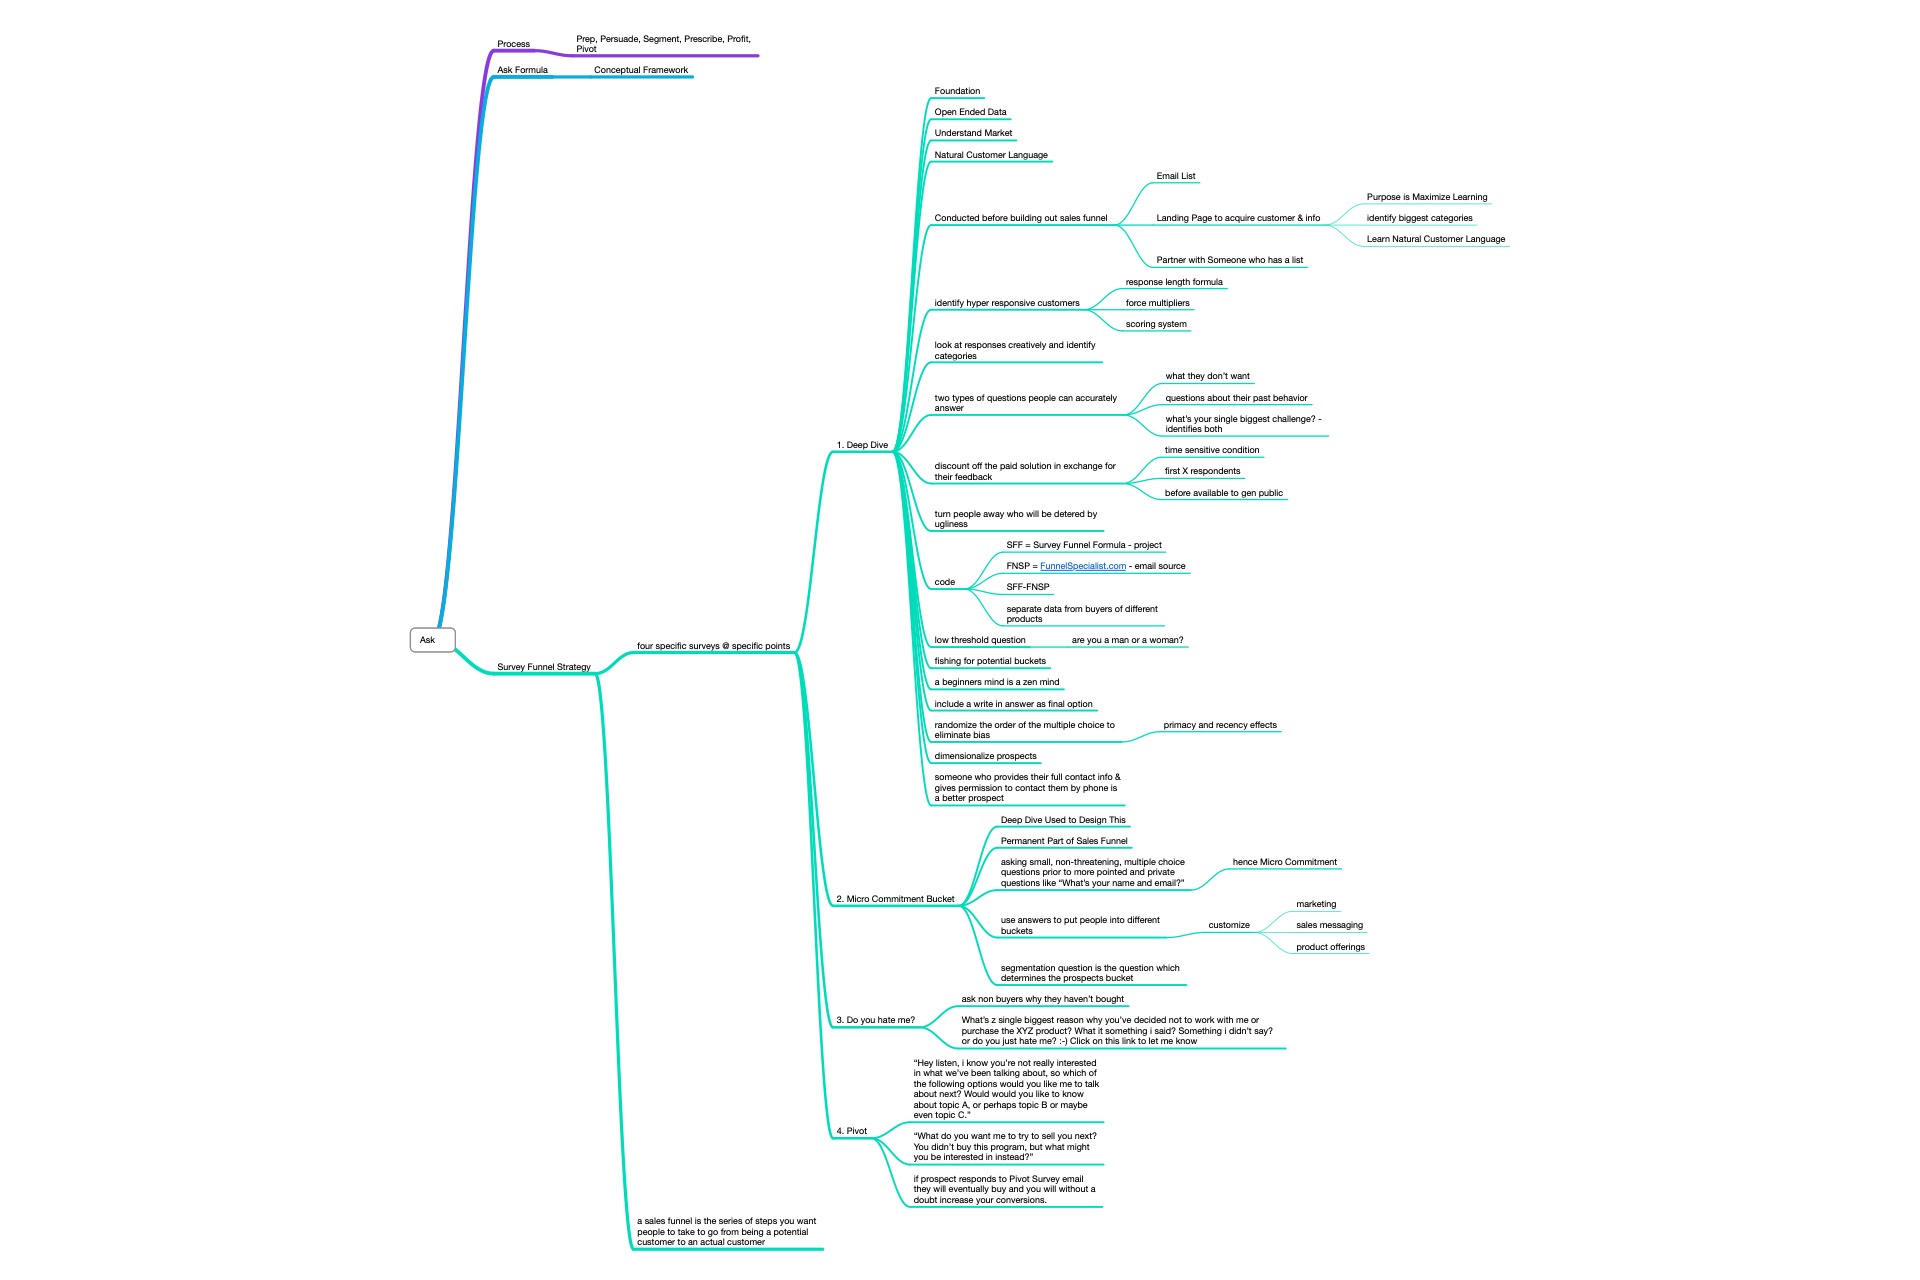 Process
Prep, Persuade, Segment, Prescribe, Profit,
Pivot
Ask Formula
Conceptual Framework
Foundation
Open Ended Data
Understand Market
Natural Customer Language
Conducted before building out sales funnel
Email List
Landing Page to acquire customer & info
Purpose is Maximize Learning
identify biggest categories
Learn Natural Customer Language
Partner with Someone who has a list
identify hyper responsive customers
response length formula
force multipliers
scoring system
look at responses creatively and identify
categories
two types of questions people can accurately
answer
what they don't want
questions about their past behavior
what's your single biggest challenge? -
identifies both
1. Deep Dive
discount off the paid solution in exchange for
their feedback
time sensitive condition
first X respondents
before available to gen public
turn people away who will be detered by
ugliness
code
SFF = Survey Funnel Formula - project
FNSP = FunnelSpecialist.com - email source
SFF-FNSP
separate data from buyers of different
products
low threshold question
are you a man or a woman?
fishing for potential buckets
a beginners mind is a zen mind
include a write in answer as final option
randomize the order of the multiple choice to
eliminate bias
primacy and recency effects
dimensionalize prospects
someone who provides their full contact info &
gives permission to contact them by phone is
a better prospect
Ask
Survey Funnel Strategy
four specific surveys @ specific points
2. Micro Commitment Bucket
Deep Dive Used to Design This
Permanent Part of Sales Funnel
asking small, non-threatening, multiple choice
questions prior to more pointed and private
questions like “What's your name and email?”
hence Micro Commitment
use answers to put people into different
buckets
customize
marketing
sales messaging
product offerings
segmentation question is the question which
determines the prospects bucket
3. Do you hate me?
ask non buyers why they haven't bought
What's z single biggest reason why you've decided not to work with me or
purchase the XYZ product? What it something i said? Something i didn't say?
or do you just hate me? :-) Click on this link to let me know
4. Pivot
“Hey listen, i know you're not really interested
in what we've been talking about, so which of
the following options would you like me to talk
about next? Would would you like to know
about topic A, or perhaps topic B or maybe
even topic C.”
“What do you want me to try to sell you next?
You didn't buy this program, but what might
you be interested in instead?”
if prospect responds to Pivot Survey email
they will eventually buy and you will without a
doubt increase your conversions.
a sales funnel is the series of steps you want
people to take to go from being a potential
customer to an actual customer